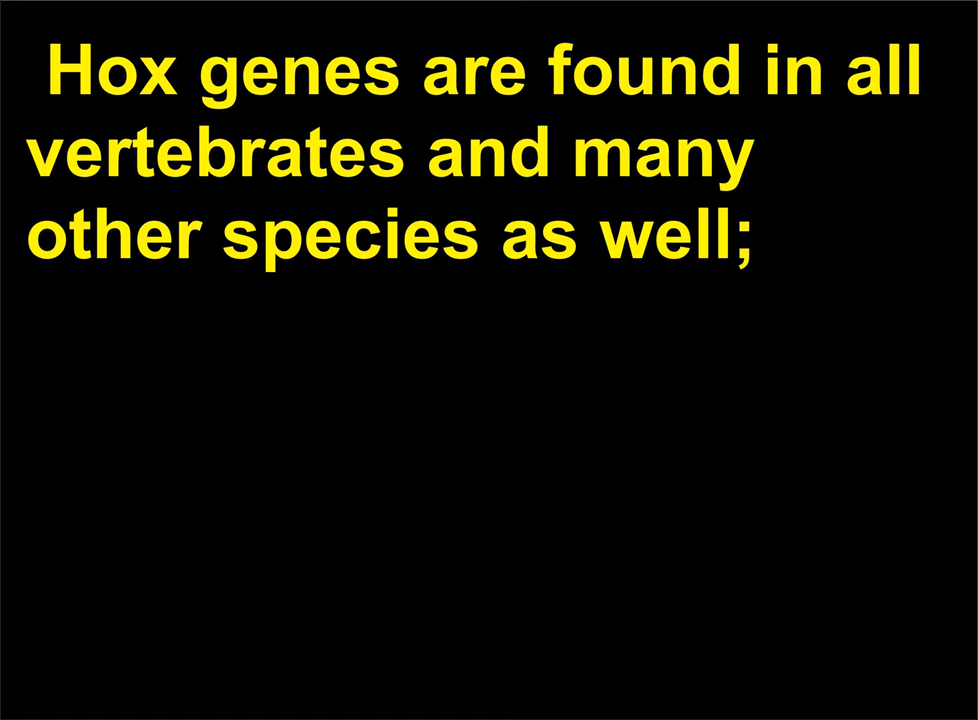 Hox genes are found in all
vertebrates and many
other species as well;